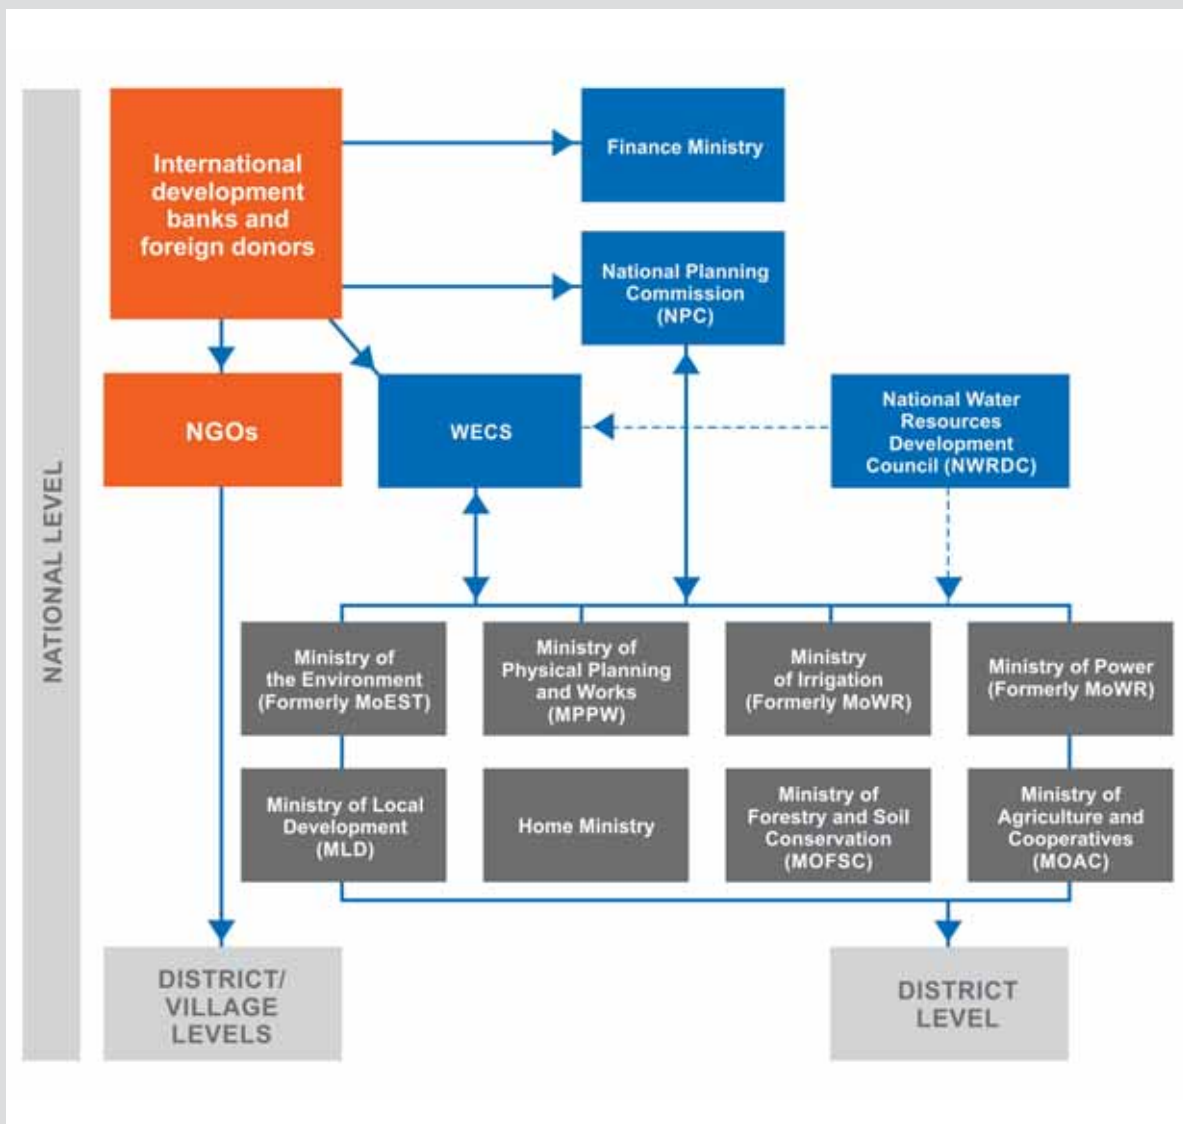 NATIONAL LEVEL
International
development
banks and
foreign donors
Finance Ministry
National Planning
Commission
(NPC)
NGOs
WECS
National Water
Resources
Development
Council (NWRDC)
Ministry of
the Environment
(Formerly MoEST)
Ministry of
Physical Planning
and Works
(MPPW)
Ministry
of Irrigation
(Formerly MoWR)
Ministry of Power
(Formerly MoWR)
Ministry of Local
Development
(MLD)
Home Ministry
Ministry of
Forestry and Soil
Conservation
(MOFSC)
Ministry of
Agriculture and
Cooperatives
(MOAC)
DISTRICT/
VILLAGE
LEVELS
DISTRICT
LEVEL